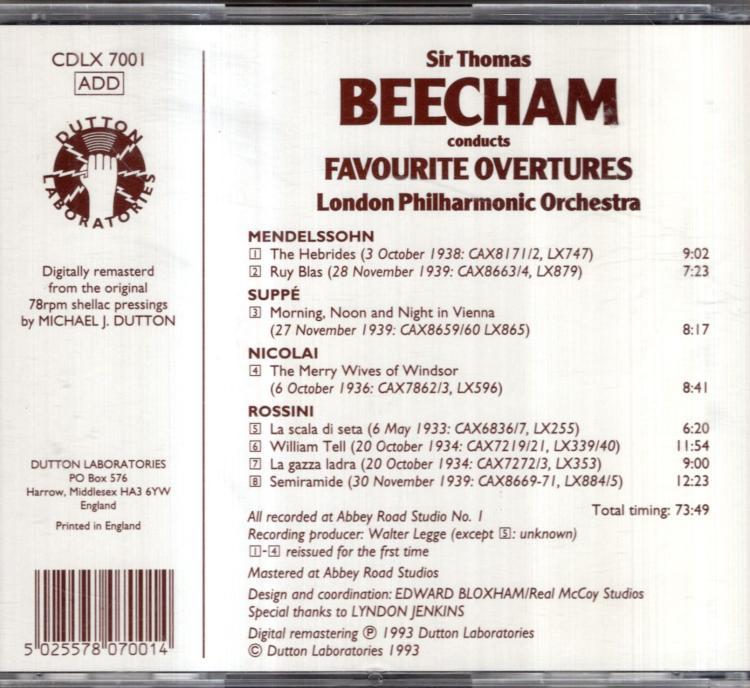 CDLX 7001
ADD
DUTTON
LABORATORIES
Digitally remasterd
from the original
78rpm shellac pressings
by MICHAEL J. DUTTON
DUTTON LABORATORIES
PO Box 576
Harrow, Middlesex HA3 6YW
England
Printed in England
5 025578 070014
Sir Thomas
BEECHAM
conducts
FAVOURITE OVERTURES
London Philharmonic Orchestra
MENDELSSOHN
1 The Hebrides (3 October 1938: CAX8171/2, LX747) 9:02
2 Ruy Blas (28 November 1939: CAX8663/4, LX879) 7:23
SUPPÉ
3 Morning, Noon and Night in Vienna
(27 November 1939: CAX8659/60 LX865) 8:17
NICOLAI
4 The Merry Wives of Windsor
(6 October 1936: CAX7862/3, LX596) 8:41
ROSSINI
5 La scala di seta (6 May 1933: CAX6836/7, LX255) 6:20
6 William Tell (20 October 1934: CAX7219/21, LX339/40) 11:54
7 La gazza ladra (20 October 1934: CAX7272/3, LX353) 9:00
8 Semiramide (30 November 1939: CAX8669-71, LX884/5) 12:23
Total timing: 73:49
All recorded at Abbey Road Studio No. 1
Recording producer: Walter Legge (except 5: unknown)
1-4 reissued for the frst time
Mastered at Abbey Road Studios
Design and coordination: EDWARD BLOXHAM/Real McCoy Studios
Special thanks to LYNDON JENKINS
Digital remastering ℗ 1993 Dutton Laboratories
© Dutton Laboratories 1993